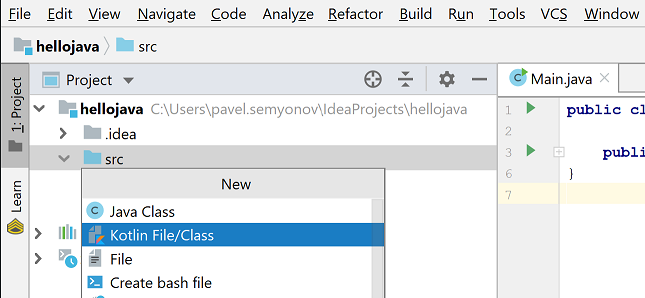 File Edit View Navigate Code Analyze Refactor Build Run Tools VCS Window
hellojava src
1: Project
Learn
Project
hellojava C:\Users\pavel.semyonov\IdeaProjects\hellojava
.idea
src
New
Java Class
Kotlin File/Class
File
Create bash file
Main.java
1 public cl
2
3 publi
6 }
7